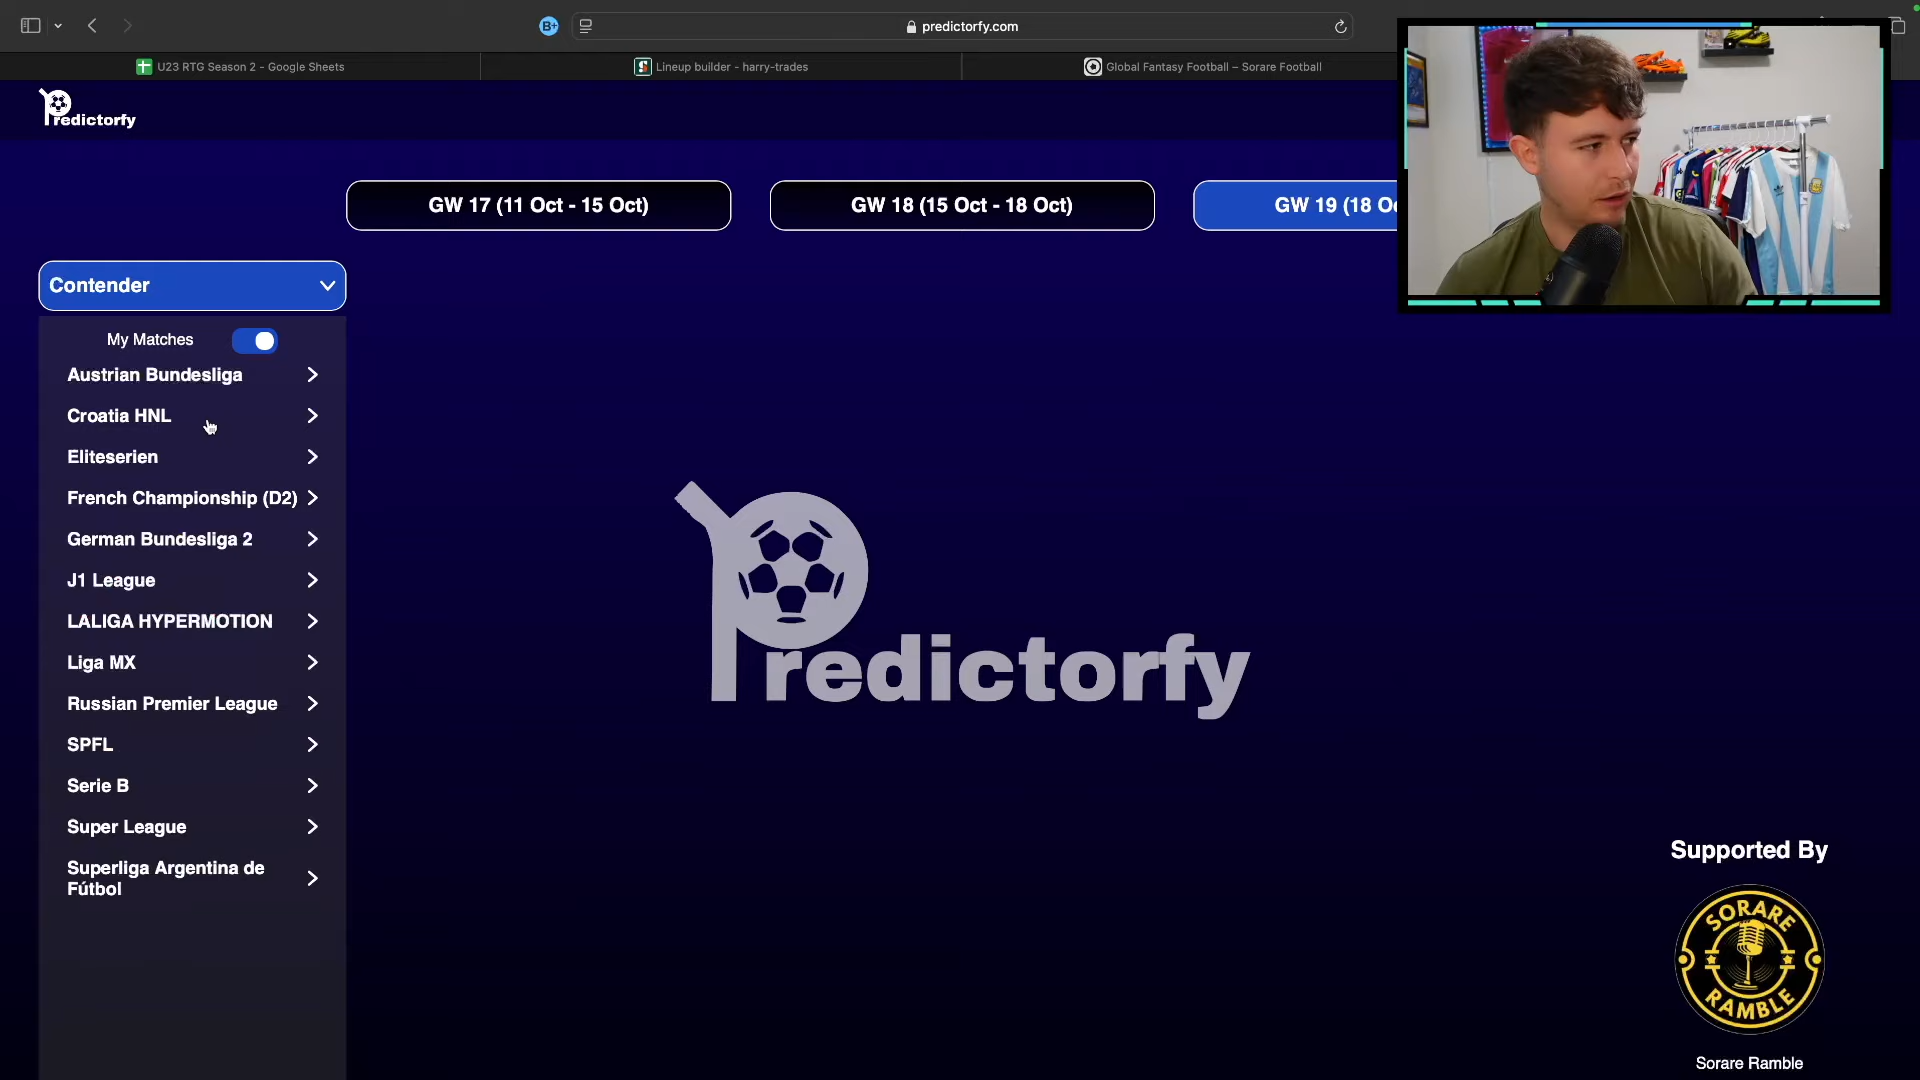 B+
predictorfy.com
U23 RTG Season 2 - Google Sheets
Lineup builder - harry-trades
Global Fantasy Football – Sorare Football
Predictorfy
GW 17 (11 Oct - 15 Oct)
GW 18 (15 Oct - 18 Oct)
GW 19 (18 O
Contender
My Matches
Austrian Bundesliga
Croatia HNL
Eliteserien
French Championship (D2)
German Bundesliga 2
J1 League
LALIGA HYPERMOTION
Liga MX
Russian Premier League
SPFL
Serie B
Super League
Superliga Argentina de
Fútbol
Predictorfy
Supported By
SORARE
RAMBLE
Sorare Ramble